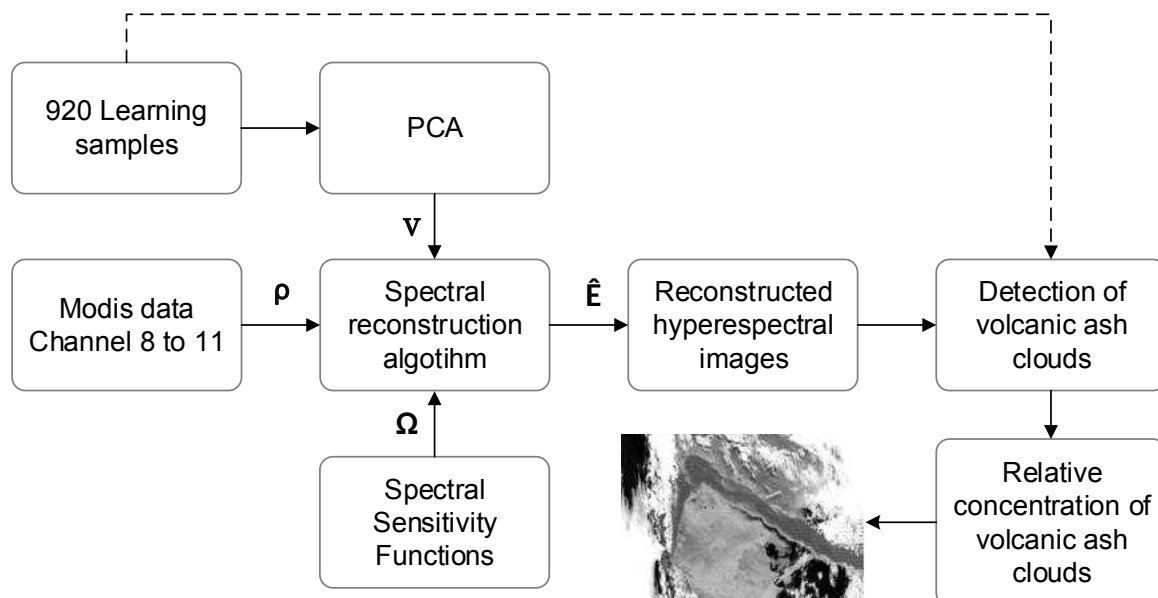 920 Learning
samples
PCA
V
Modis data
Channel 8 to 11
ρ
Spectral
reconstruction
algotihm
Ê
Reconstructed
hyperespectral
images
Detection of
volcanic ash
clouds
Ω
Spectral
Sensitivity
Functions
Relative
concentration of
volcanic ash
clouds